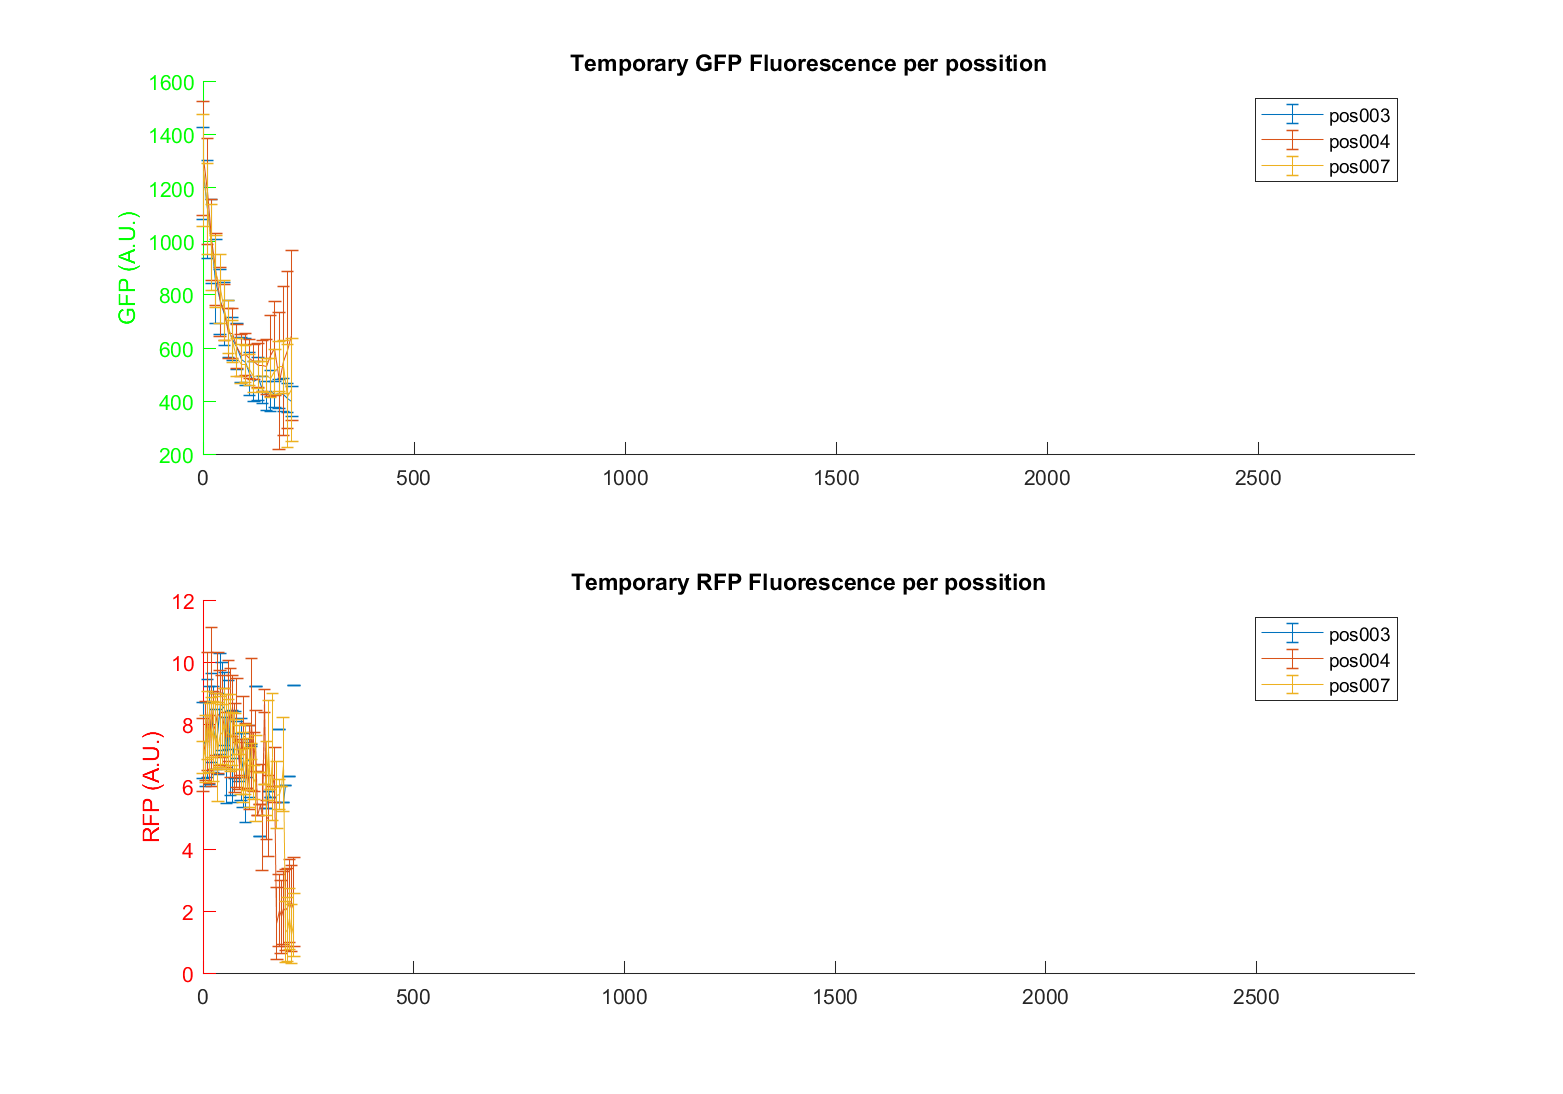 Temporary GFP Fluorescence per possition
GFP (A.U.)
1600
1400
1200
1000
800
600
400
200
0 500 1000 1500 2000 2500
pos003
pos004
pos007
Temporary RFP Fluorescence per possition
RFP (A.U.)
12
10
8
6
4
2
0
0 500 1000 1500 2000 2500
pos003
pos004
pos007